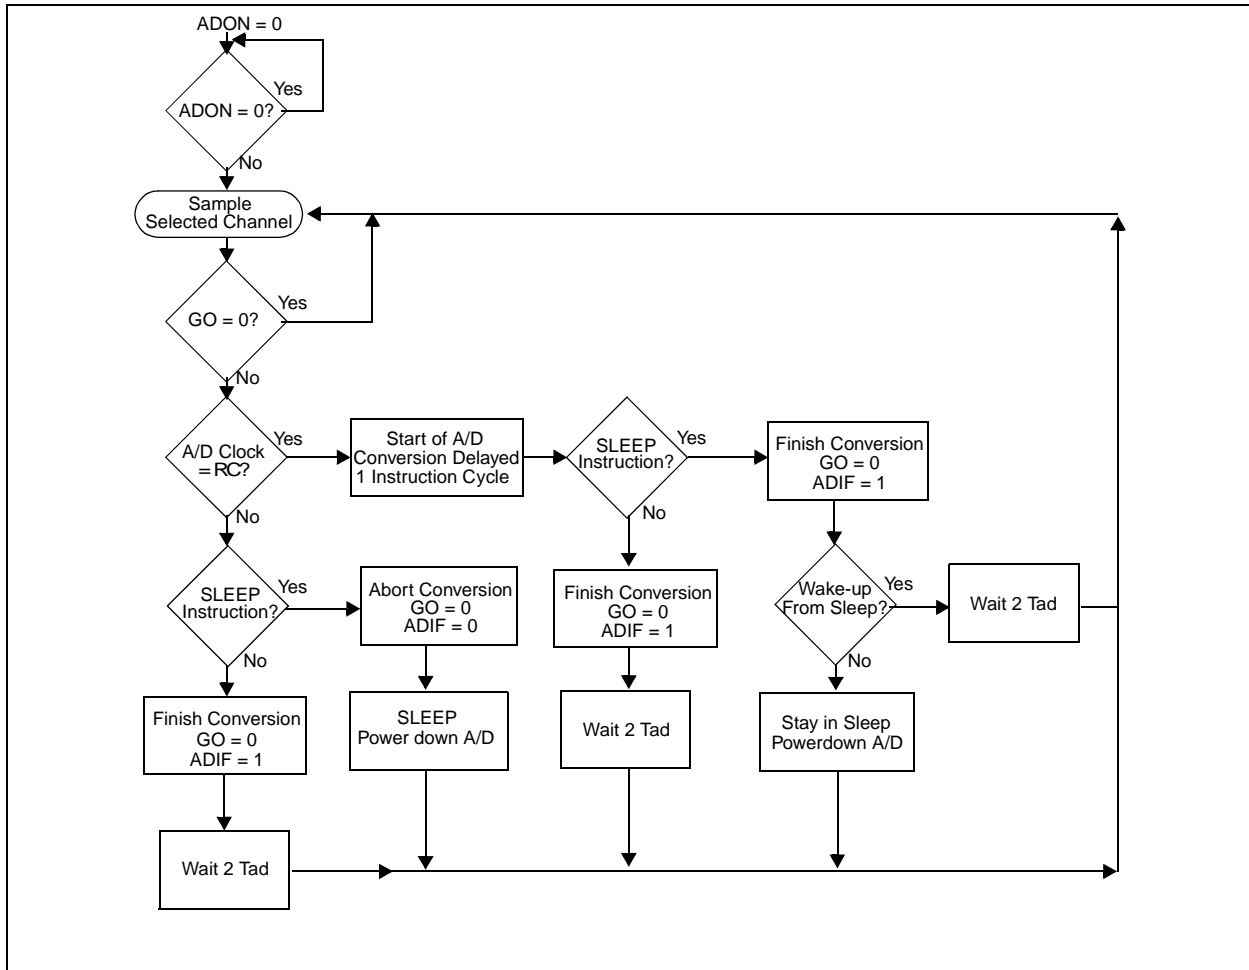 ADON = 0
Yes
ADON = 0?
No
Sample
Selected Channel
Yes
GO = 0?
No
A/D Clock
= RC?
Yes
Start of A/D
Conversion Delayed
1 Instruction Cycle
SLEEP
Instruction?
Yes
Finish Conversion
GO = 0
ADIF = 1
No
No
SLEEP
Instruction?
Yes
Abort Conversion
GO = 0
ADIF = 0
Finish Conversion
GO = 0
ADIF = 1
Wake-up
From Sleep?
Yes
Wait 2 Tad
No
No
Finish Conversion
GO = 0
ADIF = 1
SLEEP
Power down A/D
Wait 2 Tad
Stay in Sleep
Powerdown A/D
Wait 2 Tad